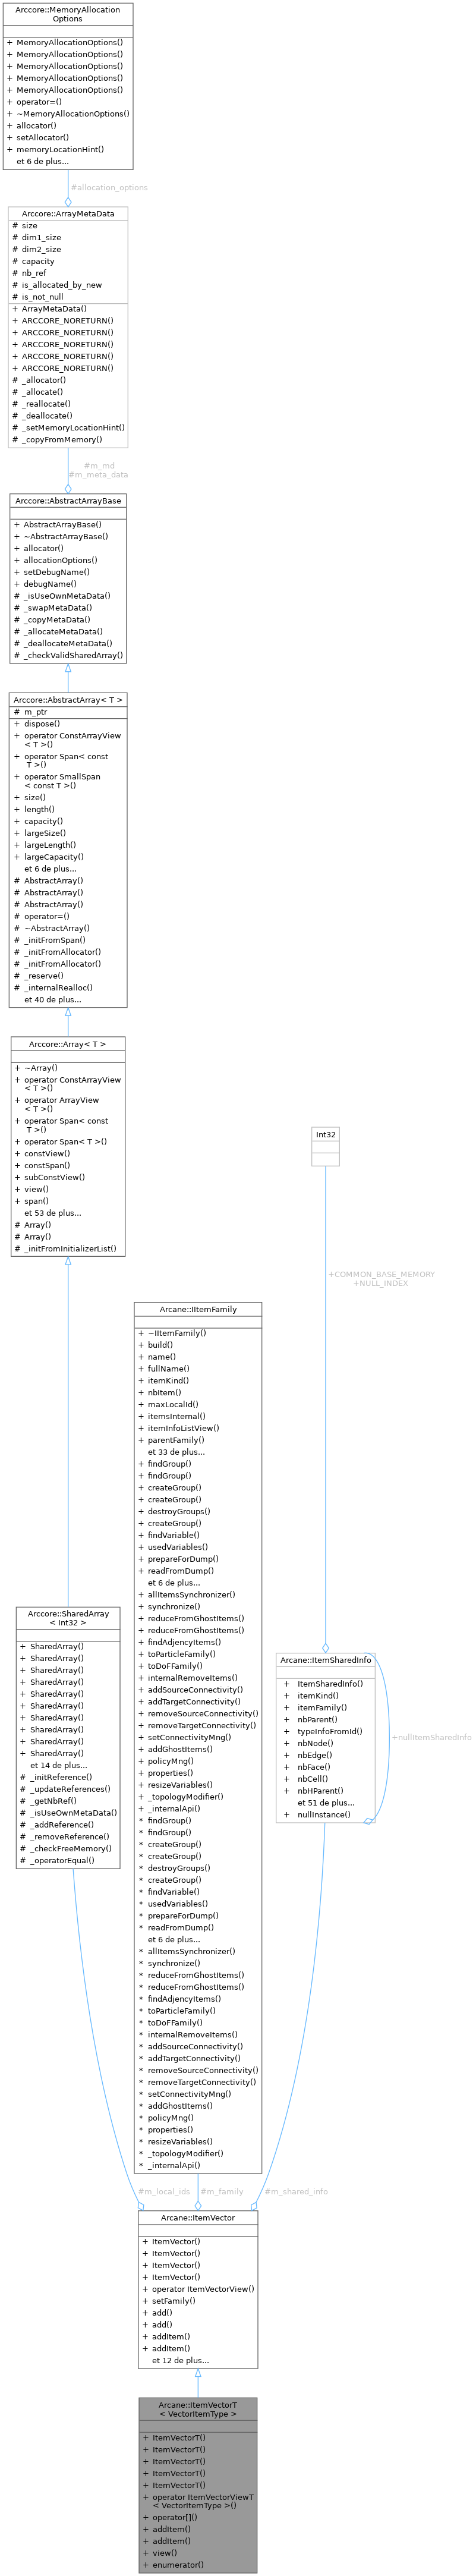 Arccore::MemoryAllocation
Options
+ MemoryAllocationOptions()
+ MemoryAllocationOptions()
+ MemoryAllocationOptions()
+ MemoryAllocationOptions()
+ MemoryAllocationOptions()
+ operator=()
+ ~MemoryAllocationOptions()
+ allocator()
+ setAllocator()
+ memoryLocationHint()
et 6 de plus...
#allocation_options
Arccore::ArrayMetaData
# size
# dim1_size
# dim2_size
# capacity
# nb_ref
# is_allocated_by_new
# is_not_null
+ ArrayMetaData()
+ ARCCORE_NORETURN()
+ ARCCORE_NORETURN()
+ ARCCORE_NORETURN()
+ ARCCORE_NORETURN()
+ ARCCORE_NORETURN()
# _allocator()
# _allocate()
# _reallocate()
# _deallocate()
# _setMemoryLocationHint()
# _copyFromMemory()
#m_md
#m_meta_data
Arccore::AbstractArrayBase
+ AbstractArrayBase()
+ ~AbstractArrayBase()
+ allocator()
+ allocationOptions()
+ setDebugName()
+ debugName()
# _isUseOwnMetaData()
# _swapMetaData()
# _copyMetaData()
# _allocateMetaData()
# _deallocateMetaData()
# _checkValidSharedArray()
Arccore::AbstractArray< T >
# m_ptr
+ dispose()
+ operator ConstArrayView
< T >()
+ operator Span< const
T >()
+ operator SmallSpan
< const T >()
+ size()
+ length()
+ capacity()
+ largeSize()
+ largeLength()
+ largeCapacity()
et 6 de plus...
# AbstractArray()
# AbstractArray()
# AbstractArray()
# operator=()
# ~AbstractArray()
# _initFromSpan()
# _initFromAllocator()
# _initFromAllocator()
# _reserve()
# _internalRealloc()
et 40 de plus...
Arccore::Array< T >
+ ~Array()
+ operator ConstArrayView
< T >()
+ operator ArrayView
< T >()
+ operator Span< const
T >()
+ operator Span< T >()
+ constView()
+ constSpan()
+ subConstView()
+ view()
+ span()
et 53 de plus...
# Array()
# Array()
# _initFromInitializerList()
Int32
+COMMON_BASE_MEMORY
+NULL_INDEX
Arcane::IItemFamily
+ ~IItemFamily()
+ build()
+ name()
+ fullName()
+ itemKind()
+ nbItem()
+ maxLocalId()
+ itemsInternal()
+ itemInfoListView()
+ parentFamily()
et 33 de plus...
+ findGroup()
+ findGroup()
+ createGroup()
+ createGroup()
+ destroyGroups()
+ createGroup()
+ findVariable()
+ usedVariables()
+ prepareForDump()
+ readFromDump()
et 6 de plus...
+ allItemsSynchronizer()
+ synchronize()
+ reduceFromGhostItems()
+ reduceFromGhostItems()
+ findAdjencyItems()
+ toParticleFamily()
+ toDoFFamily()
+ internalRemoveItems()
+ addSourceConnectivity()
+ addTargetConnectivity()
+ removeSourceConnectivity()
+ removeTargetConnectivity()
+ setConnectivityMng()
+ addGhostItems()
+ policyMng()
+ properties()
+ resizeVariables()
+ _topologyModifier()
+ _internalApi()
* findGroup()
* findGroup()
* createGroup()
* createGroup()
* destroyGroups()
* createGroup()
* findVariable()
* usedVariables()
* prepareForDump()
* readFromDump()
et 6 de plus...
* allItemsSynchronizer()
* synchronize()
* reduceFromGhostItems()
* reduceFromGhostItems()
* findAdjencyItems()
* toParticleFamily()
* toDoFFamily()
* internalRemoveItems()
* addSourceConnectivity()
* addTargetConnectivity()
* removeSourceConnectivity()
* removeTargetConnectivity()
* setConnectivityMng()
* addGhostItems()
* policyMng()
* properties()
* resizeVariables()
* _topologyModifier()
* _internalApi()
Arccore::SharedArray
< Int32 >
+ SharedArray()
+ SharedArray()
+ SharedArray()
+ SharedArray()
+ SharedArray()
+ SharedArray()
+ SharedArray()
+ SharedArray()
+ SharedArray()
+ SharedArray()
et 14 de plus...
# _initReference()
# _updateReferences()
# _getNbRef()
# _isUseOwnMetaData()
# _addReference()
# _removeReference()
# _checkFreeMemory()
# _operatorEqual()
Arcane::ItemSharedInfo
+ ItemSharedInfo()
+ itemKind()
+ itemFamily()
+ nbParent()
+ typeInfoFromId()
+ nbNode()
+ nbEdge()
+ nbFace()
+ nbCell()
+ nbHParent()
et 51 de plus...
+ nullInstance()
+nullItemSharedInfo
#m_local_ids
#m_family
#m_shared_info
Arcane::ItemVector
+ ItemVector()
+ ItemVector()
+ ItemVector()
+ ItemVector()
+ operator ItemVectorView()
+ setFamily()
+ add()
+ add()
+ addItem()
+ addItem()
et 12 de plus...
Arcane::ItemVectorT
< VectorItemType >
+ ItemVectorT()
+ ItemVectorT()
+ ItemVectorT()
+ ItemVectorT()
+ ItemVectorT()
+ operator ItemVectorViewT
< VectorItemType >()
+ operator[]()
+ addItem()
+ addItem()
+ view()
+ enumerator()